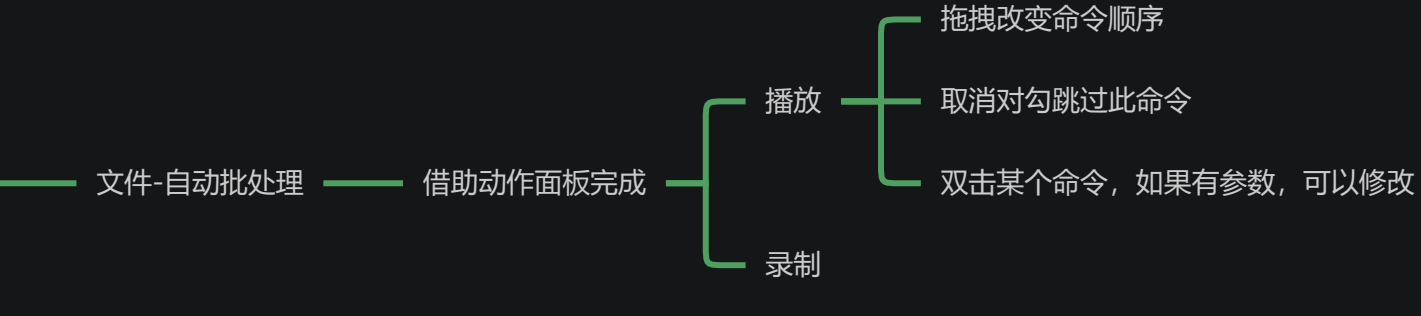 拖拽改变命令顺序
播放
取消对勾跳过此命令
文件-自动批处理
借助动作面板完成
双击某个命令，如果有参数，可以修改
录制